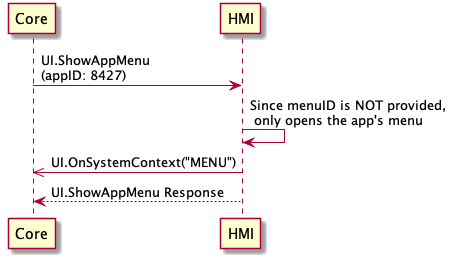 Core HMI
UI.ShowAppMenu
(appID: 8427)
Since menuID is NOT provided,
only opens the app's menu
UI.OnSystemContext("MENU")
UI.ShowAppMenu Response
Core HMI